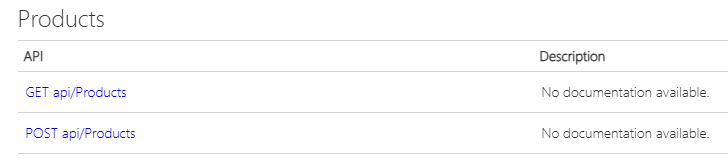 Products
API Description
GET api/Products No documentation available.
POST api/Products No documentation available.